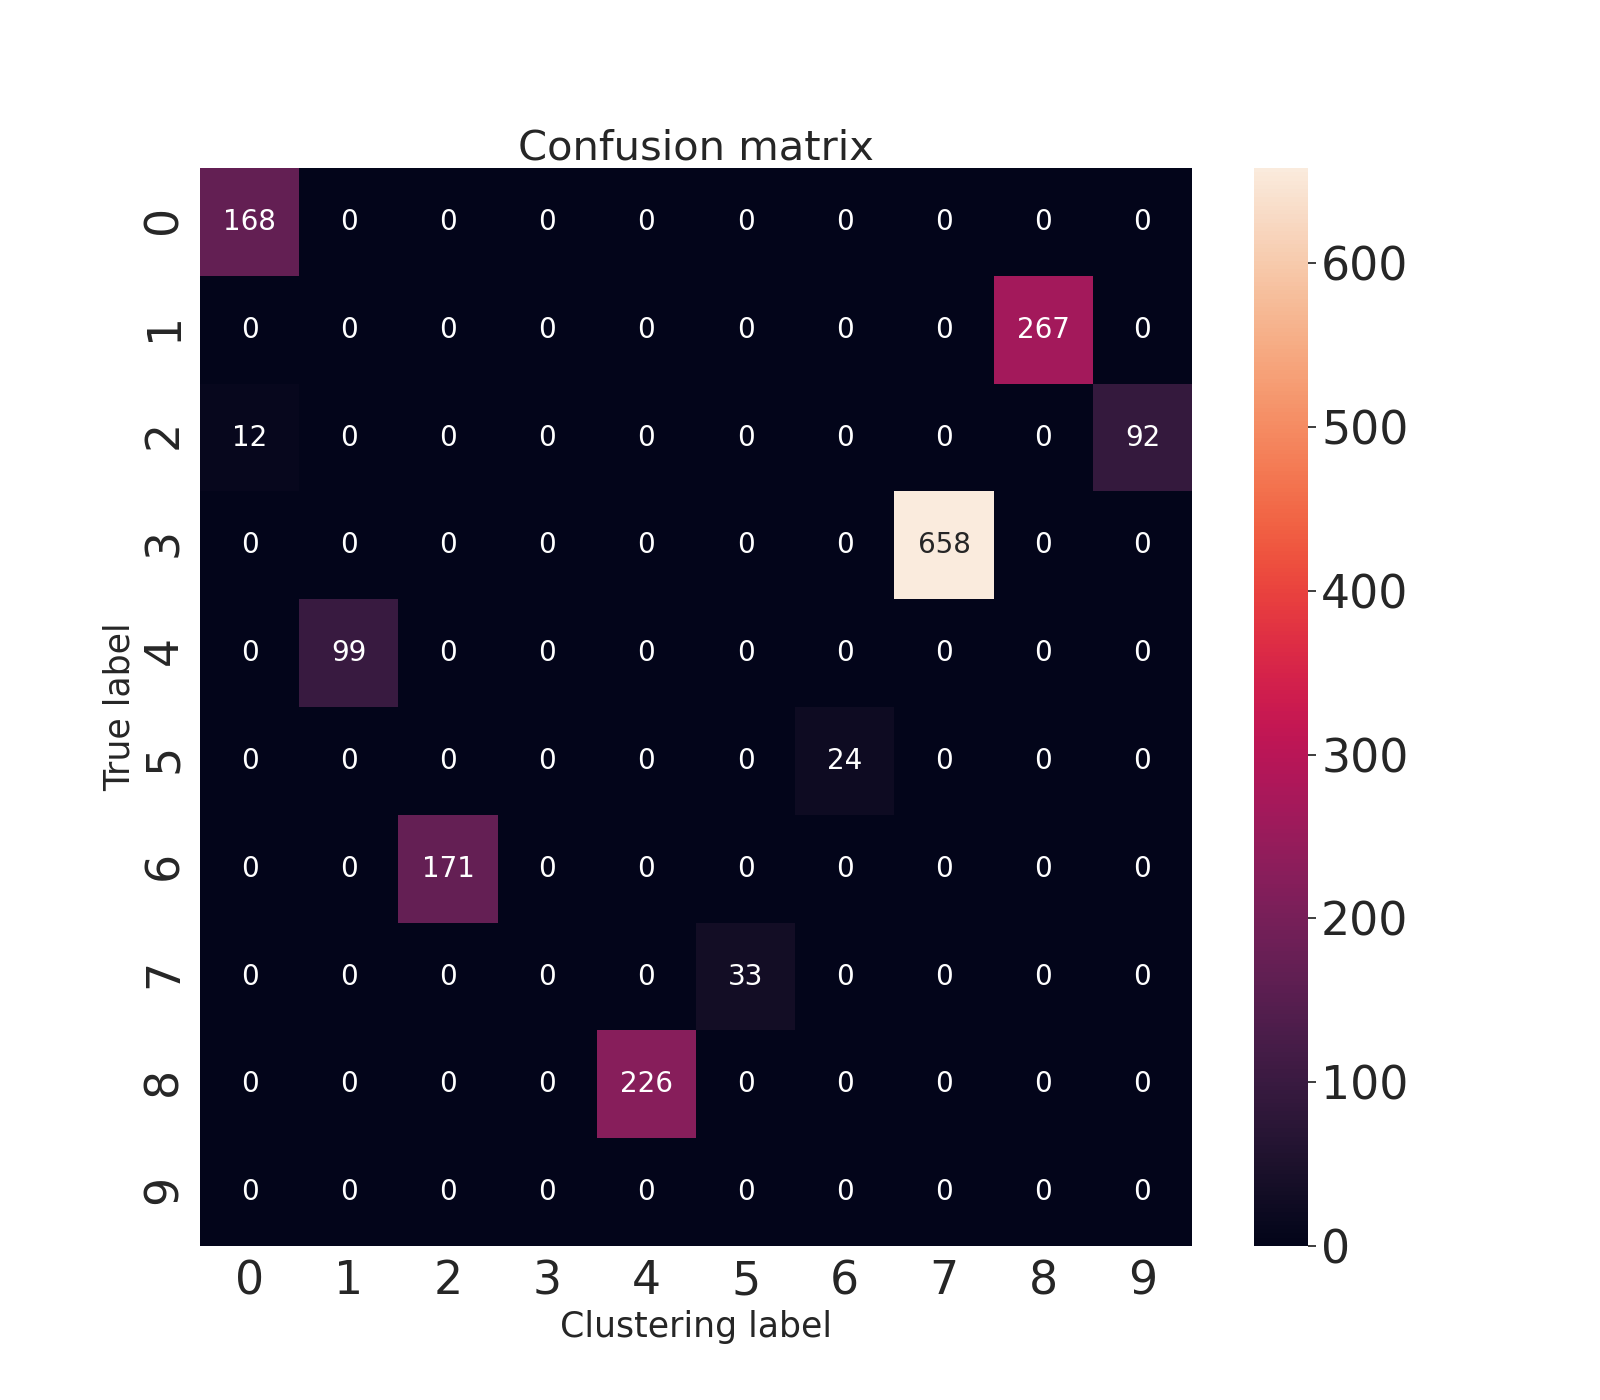 Confusion matrix
0 168 0 0 0 0 0 0 0 0 0
1 0 0 0 0 0 0 0 0 267 0
2 12 0 0 0 0 0 0 0 0 92
3 0 0 0 0 0 0 0 658 0 0
4 0 99 0 0 0 0 0 0 0 0
5 0 0 0 0 0 0 24 0 0 0
6 0 0 171 0 0 0 0 0 0 0
7 0 0 0 0 0 33 0 0 0 0
8 0 0 0 0 226 0 0 0 0 0
9 0 0 0 0 0 0 0 0 0 0
0 1 2 3 4 5 6 7 8 9
Clustering label
True label
600
500
400
300
200
100
0